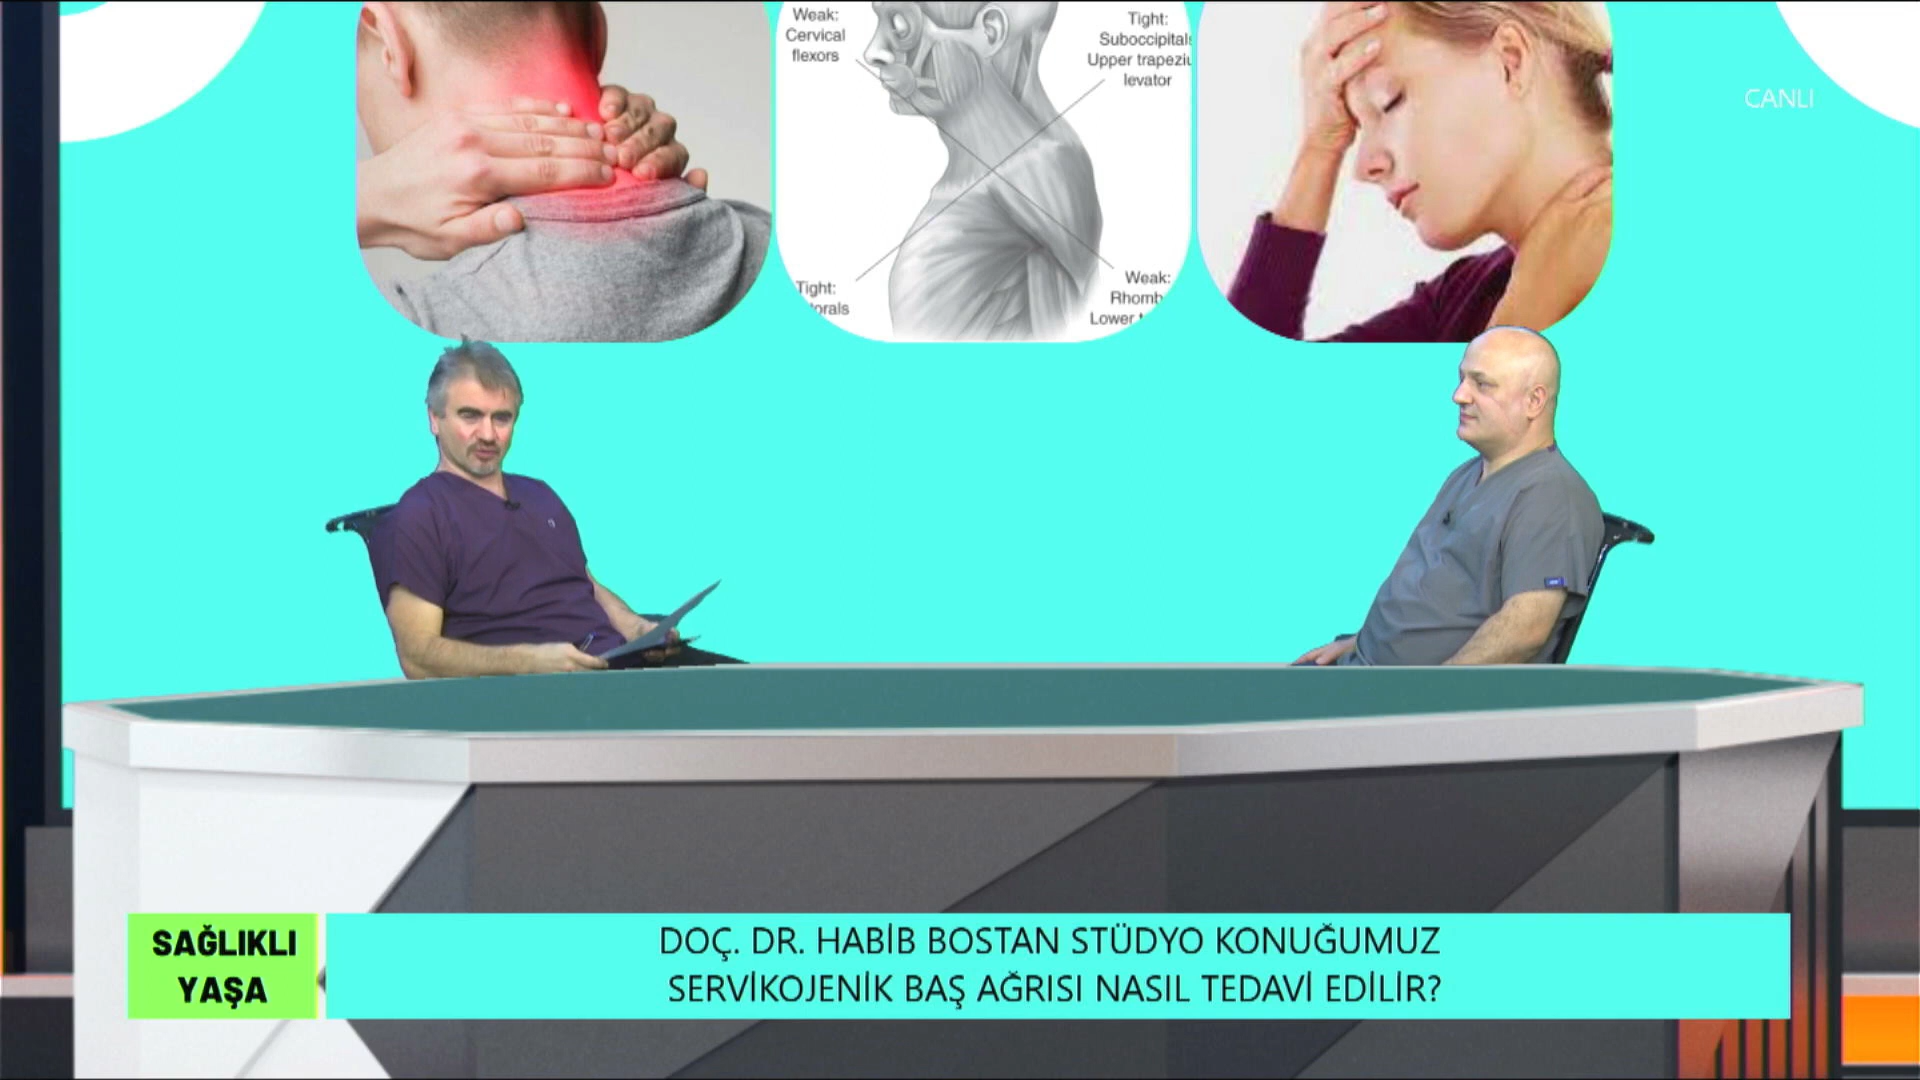 Weak:
Cervical
flexors
Tight:
Suboccipitals
Upper
levator
CANLI
Tight:
Weak:
Lower
SAĞLIKLI
YAŞA
DOÇ. DR. HABİB BOSTAN STÜDYO KONUĞUMUZ
SERVİKOJENİK BAŞ AĞRISI NASIL TEDAVİ EDİLİR?